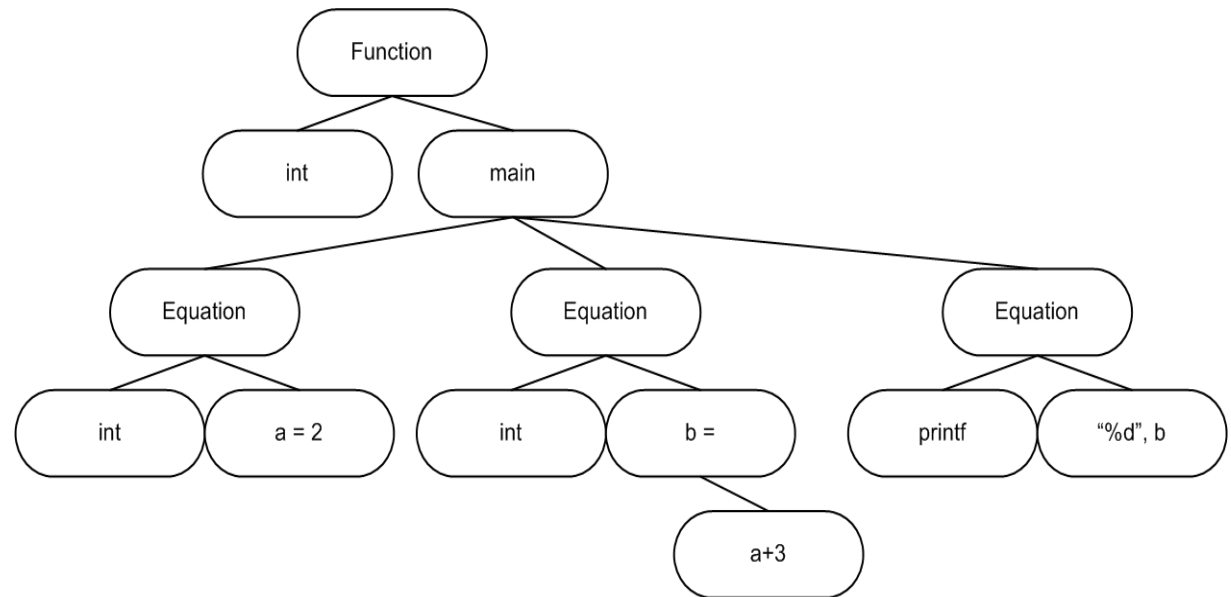 Function
int
main
Equation
Equation
Equation
int
a = 2
int
b =
printf
“%d”, b
a+3